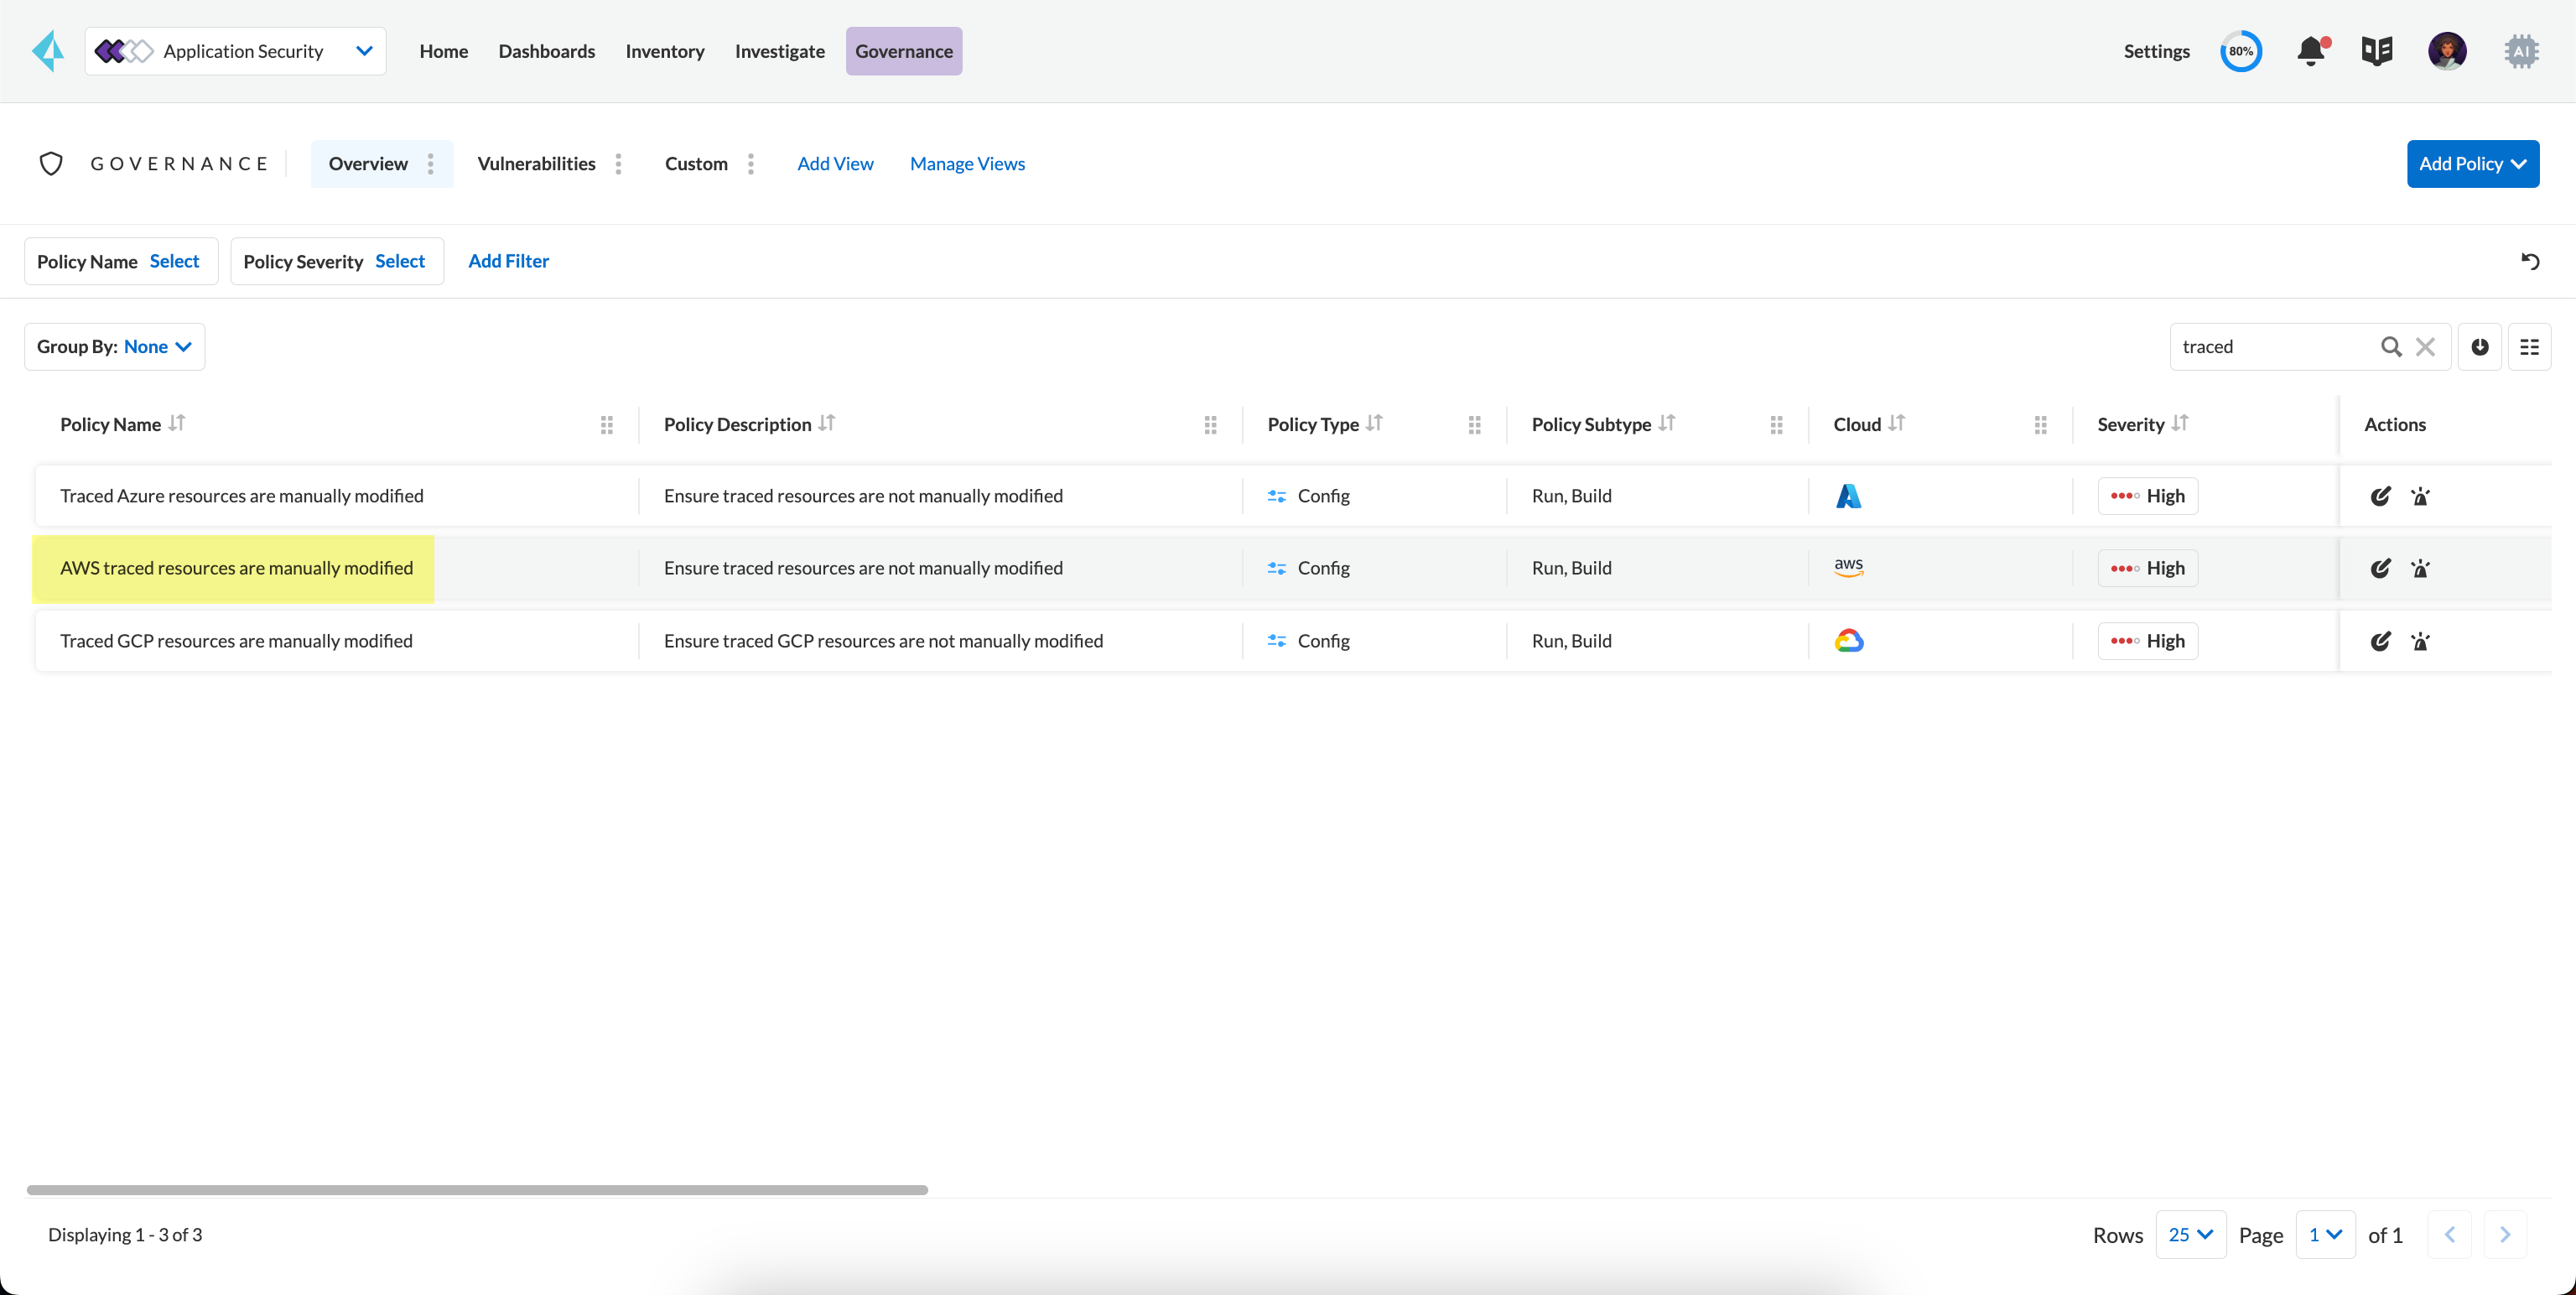 Application Security Home Dashboards Inventory Investigate Governance Settings 80% AI
GOVERNANCE Overview Vulnerabilities Custom Add View Manage Views Add Policy
Policy Name Select Policy Severity Select Add Filter
Group By: None traced
Policy Name Policy Description Policy Type Policy Subtype Cloud Severity Actions
Traced Azure resources are manually modified Ensure traced resources are not manually modified Config Run, Build High
AWS traced resources are manually modified Ensure traced resources are not manually modified Config Run, Build aws High
Traced GCP resources are manually modified Ensure traced GCP resources are not manually modified Config Run, Build High
Displaying 1 - 3 of 3 Rows 25 Page 1 of 1